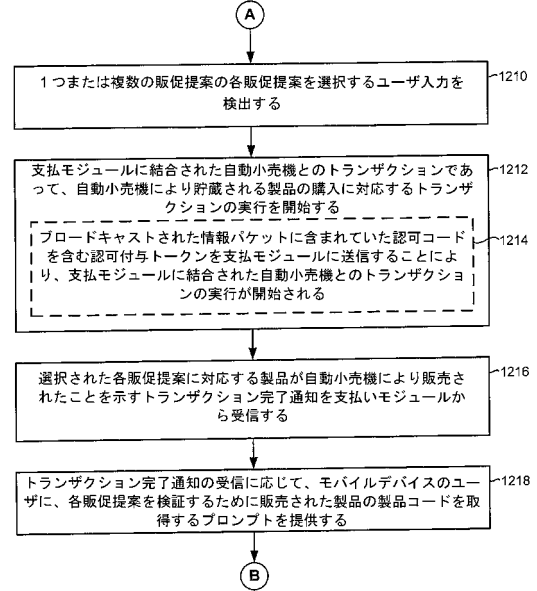 A
1つまたは複数の販促提案の各販促提案を選択するユーザ入力を
検出する
1210
支払モジュールに結合された自動小売機とのトランザクションであ
って、自動小売機により貯蔵される製品の購入に対応するトランザ
クションの実行を開始する
1212
ブロードキャストされた情報パケットに含まれていた認可コード
を含む認可付与トークンを支払モジュールに送信することによ
り、支払モジュールに結合された自動小売機とのトランザクショ
ンの実行が開始される
1214
選択された各販促提案に対応する製品が自動小売機により販売さ
れたことを示すトランザクション完了通知を支払いモジュールか
ら受信する
1216
トランザクション完了通知の受信に応じて、モバイルデバイスのユー
ザに、各販促提案を検証するために販売された製品の製品コードを取
得するプロンプトを提供する
1218
B